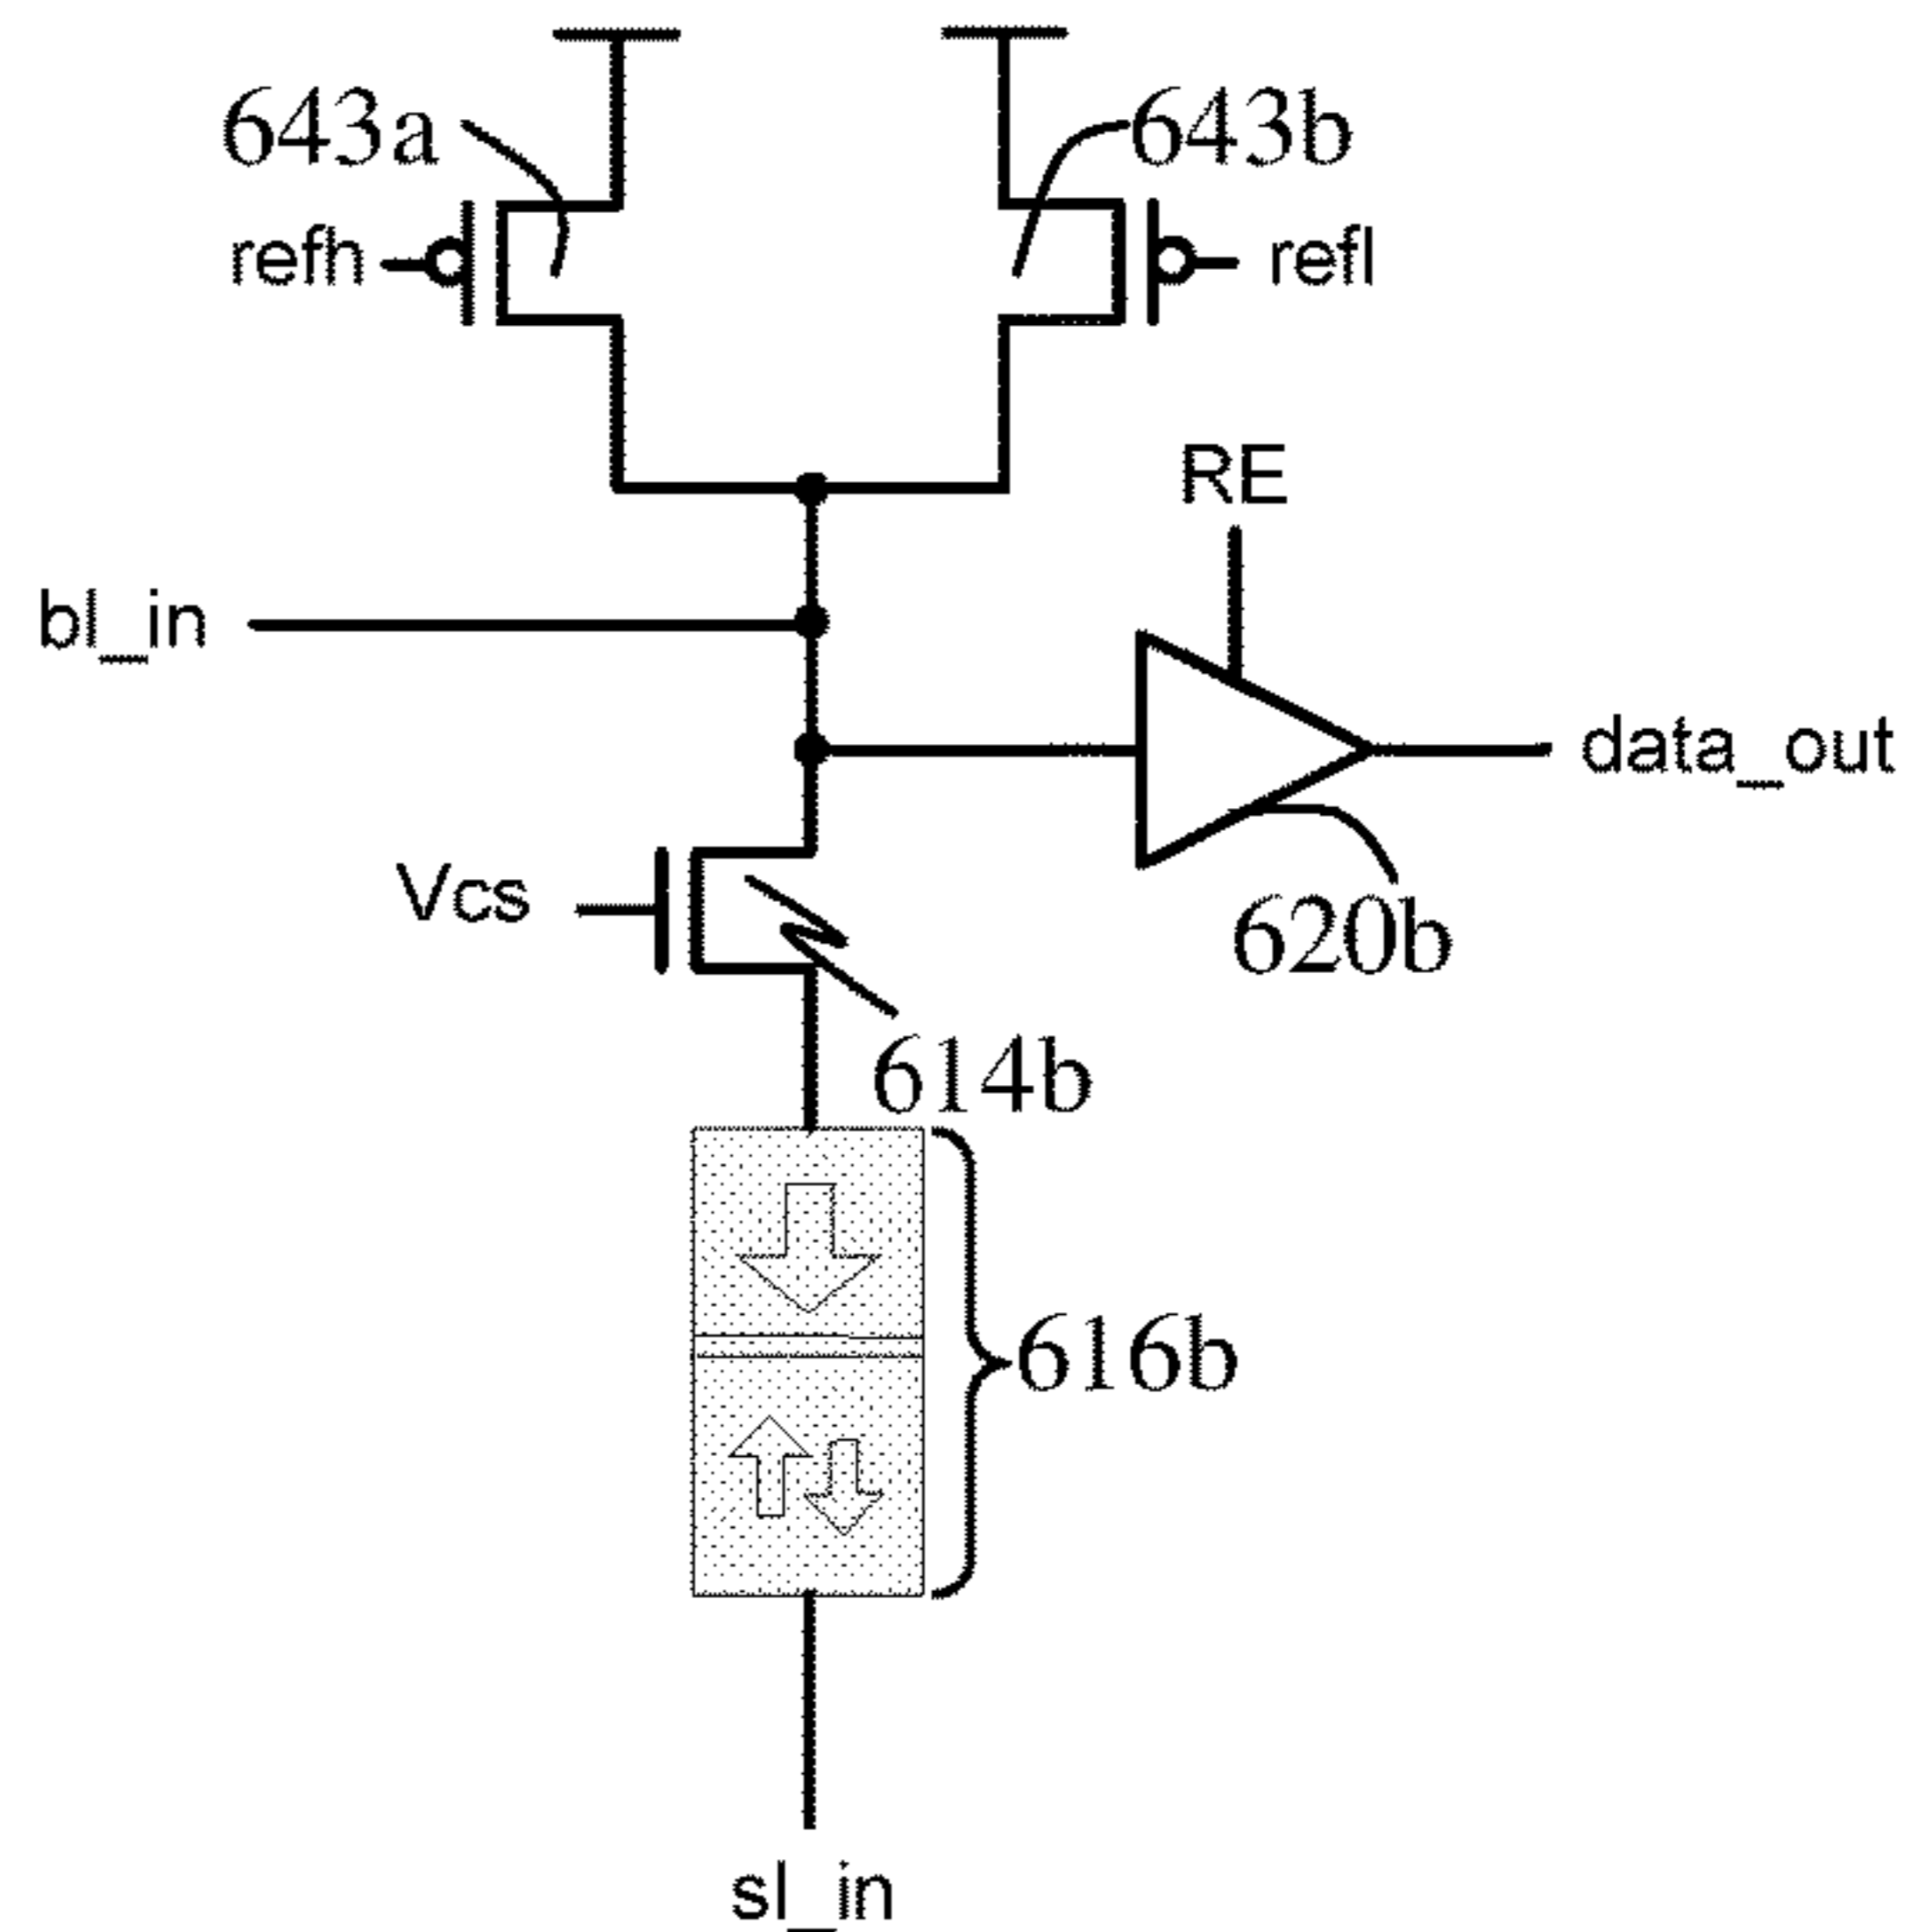 643a
643b
refh
refl
RE
bl_in
data_out
Vcs
620b
614b
616b
sl_in